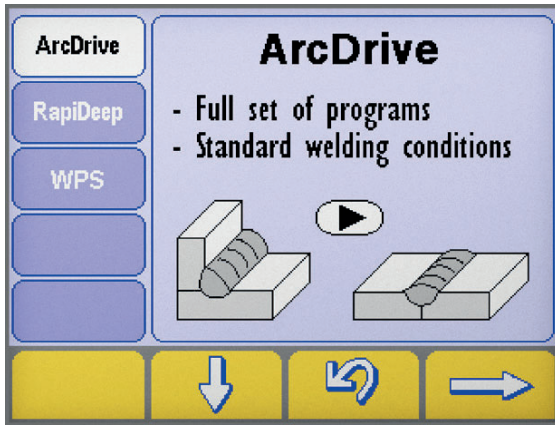 ArcDrive
RapiDeep
WPS
ArcDrive
- Full set of programs
- Standard welding conditions